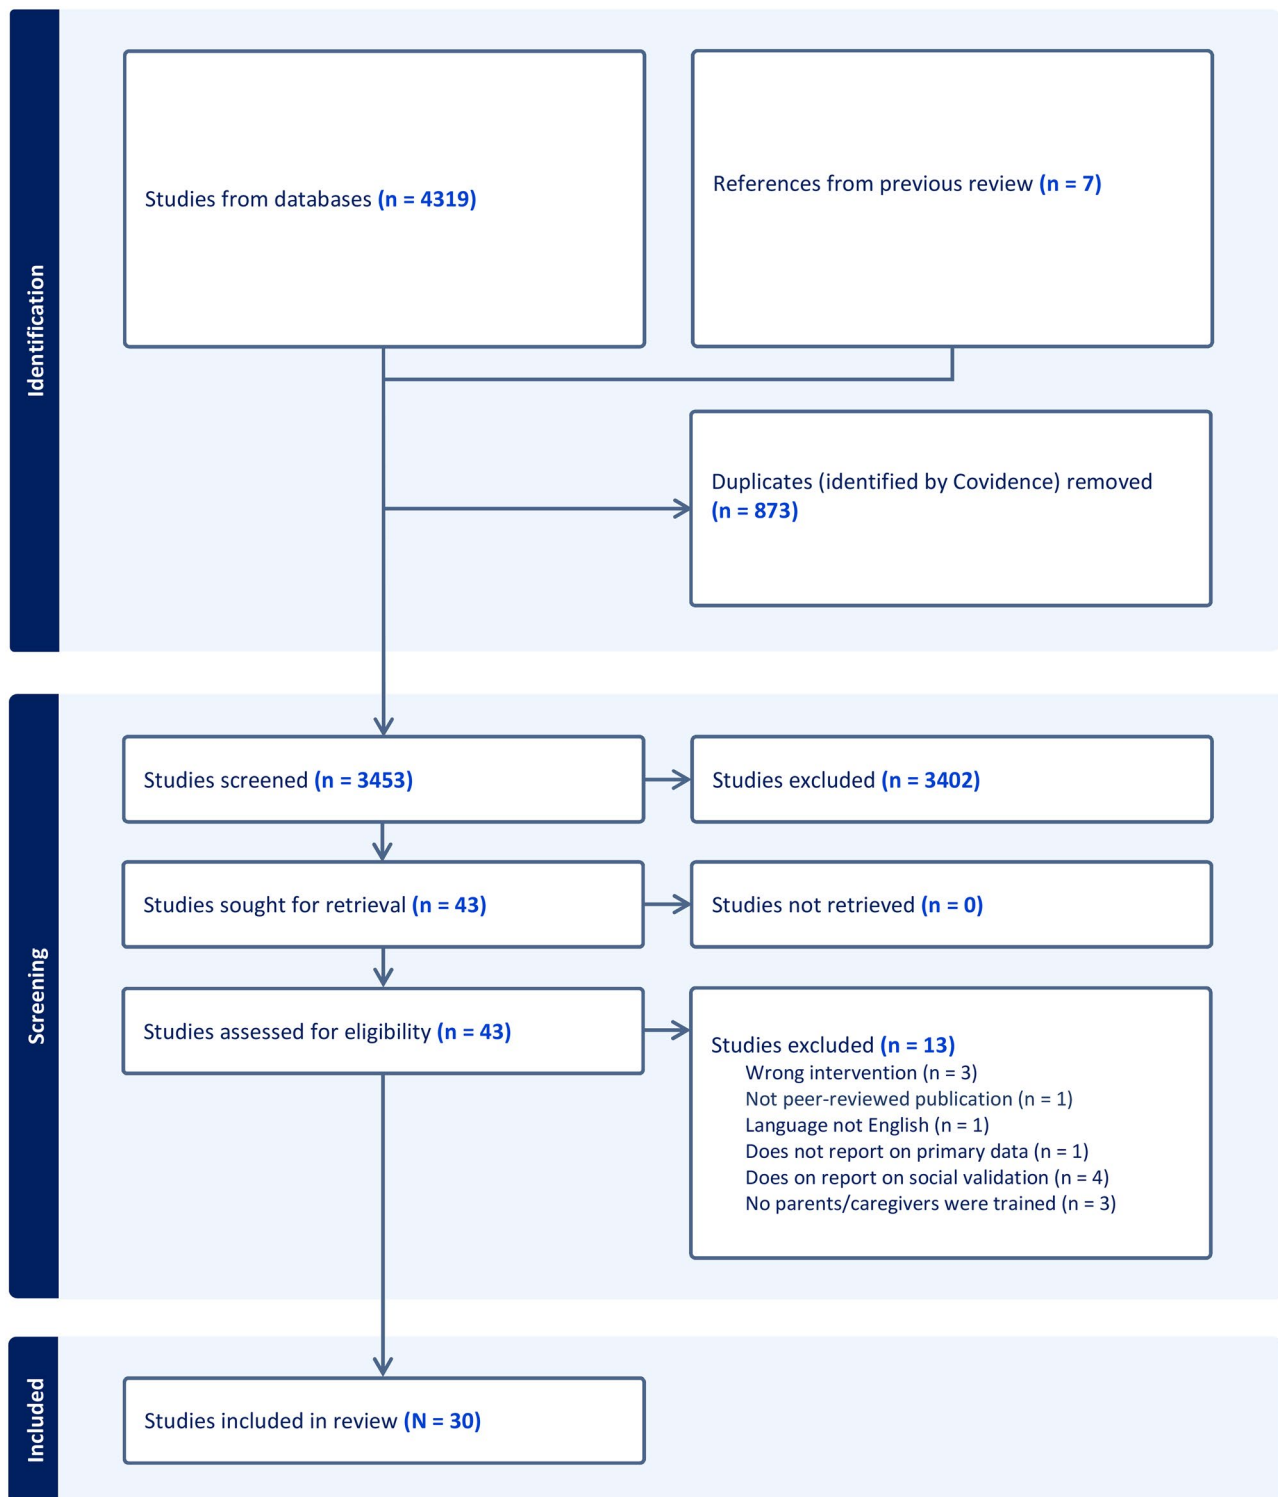 Identification
Studies from databases (n = 4319)
References from previous review (n = 7)
Duplicates (identified by Covidence) removed
(n = 873)
Screening
Studies screened (n = 3453)
Studies excluded (n = 3402)
Studies sought for retrieval (n = 43)
Studies not retrieved (n = 0)
Studies assessed for eligibility (n = 43)
Studies excluded (n = 13)
Wrong intervention (n = 3)
Not peer-reviewed publication (n = 1)
Language not English (n = 1)
Does not report on primary data (n = 1)
Does on report on social validation (n = 4)
No parents/caregivers were trained (n = 3)
Included
Studies included in review (N = 30)